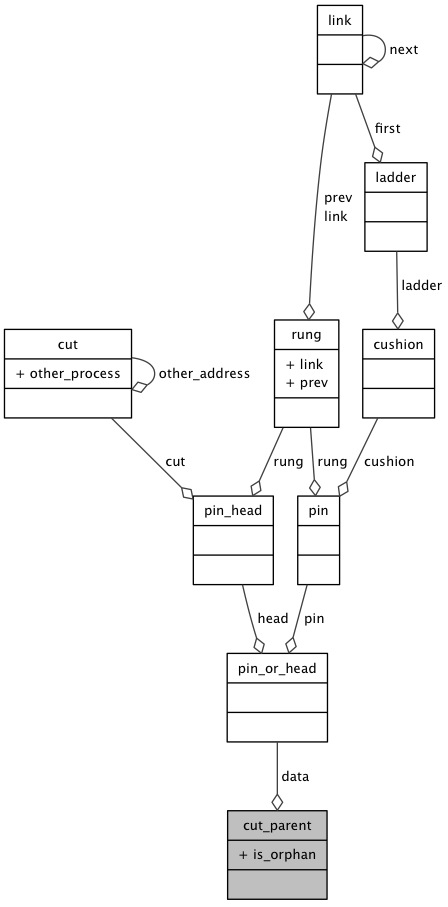 link
next
first
ladder
prev
link
ladder
rung
+ link
+ prev
cushion
cut
+ other_process
other_address
cut
rung
rung
cushion
pin_head
pin
head
pin
pin_or_head
data
cut_parent
+ is_orphan